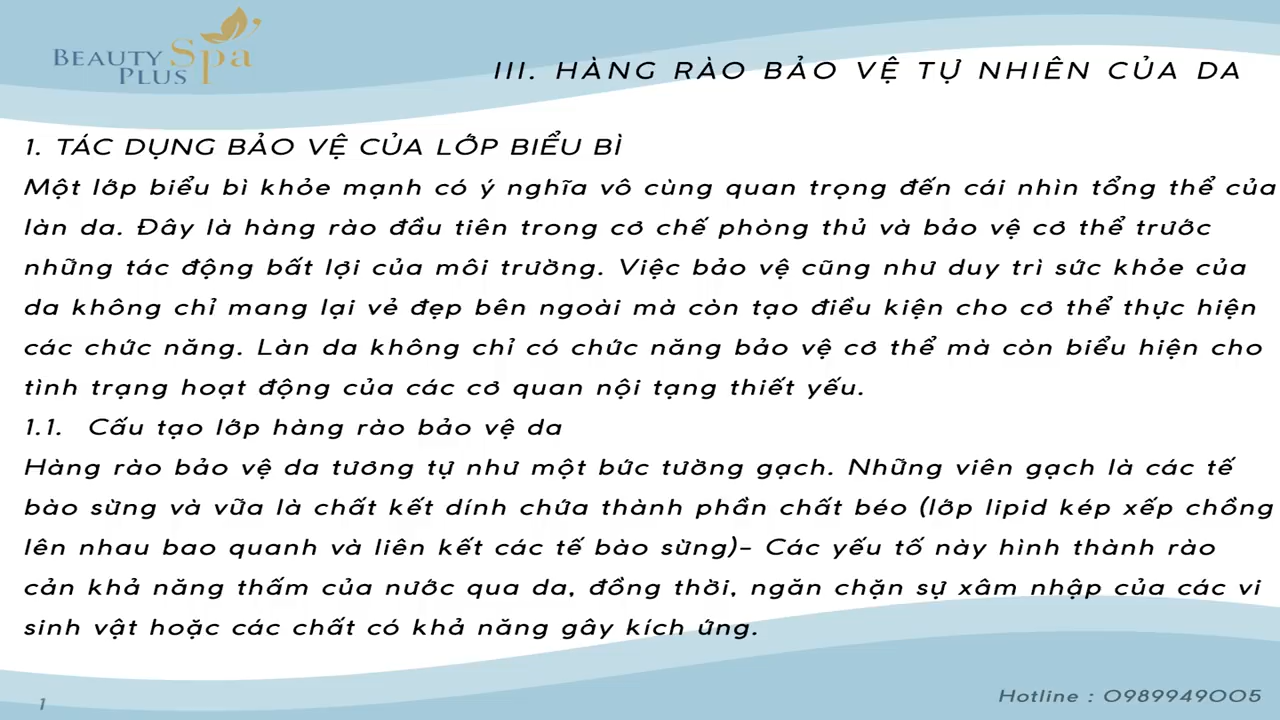 BEAUTY Spa
PLUS
III. HÀNG RÀO BẢO VỆ TỰ NHIÊN CỦA DA
1. TÁC DỤNG BẢO VỆ CỦA LỚP BIỂU BÌ
Một lớp biểu bì khỏe mạnh có ý nghĩa vô cùng quan trọng đến cái nhìn tổng thể của
làn da. Đây là hàng rào đầu tiên trong cơ chế phòng thủ và bảo vệ cơ thể trước
những tác động bất lợi của môi trường. Việc bảo vệ cũng như duy trì sức khỏe của
da không chỉ mang lại vẻ đẹp bên ngoài mà còn tạo điều kiện cho cơ thể thực hiện
các chức năng. Làn da không chỉ có chức năng bảo vệ cơ thể mà còn biểu hiện cho
tình trạng hoạt động của các cơ quan nội tạng thiết yếu.
1.1. Cấu tạo lớp hàng rào bảo vệ da
Hàng rào bảo vệ da tương tự như một bức tường gạch. Những viên gạch là các tế
bào sừng và vữa là chất kết dính chứa thành phần chất béo (lớp lipid kép xếp chồng
lên nhau bao quanh và liên kết các tế bào sừng)– Các yếu tố này hình thành rào
cản khả năng thấm của nước qua da, đồng thời, ngăn chặn sự xâm nhập của các vi
sinh vật hoặc các chất có khả năng gây kích ứng.
1
Hotline : 0989949005